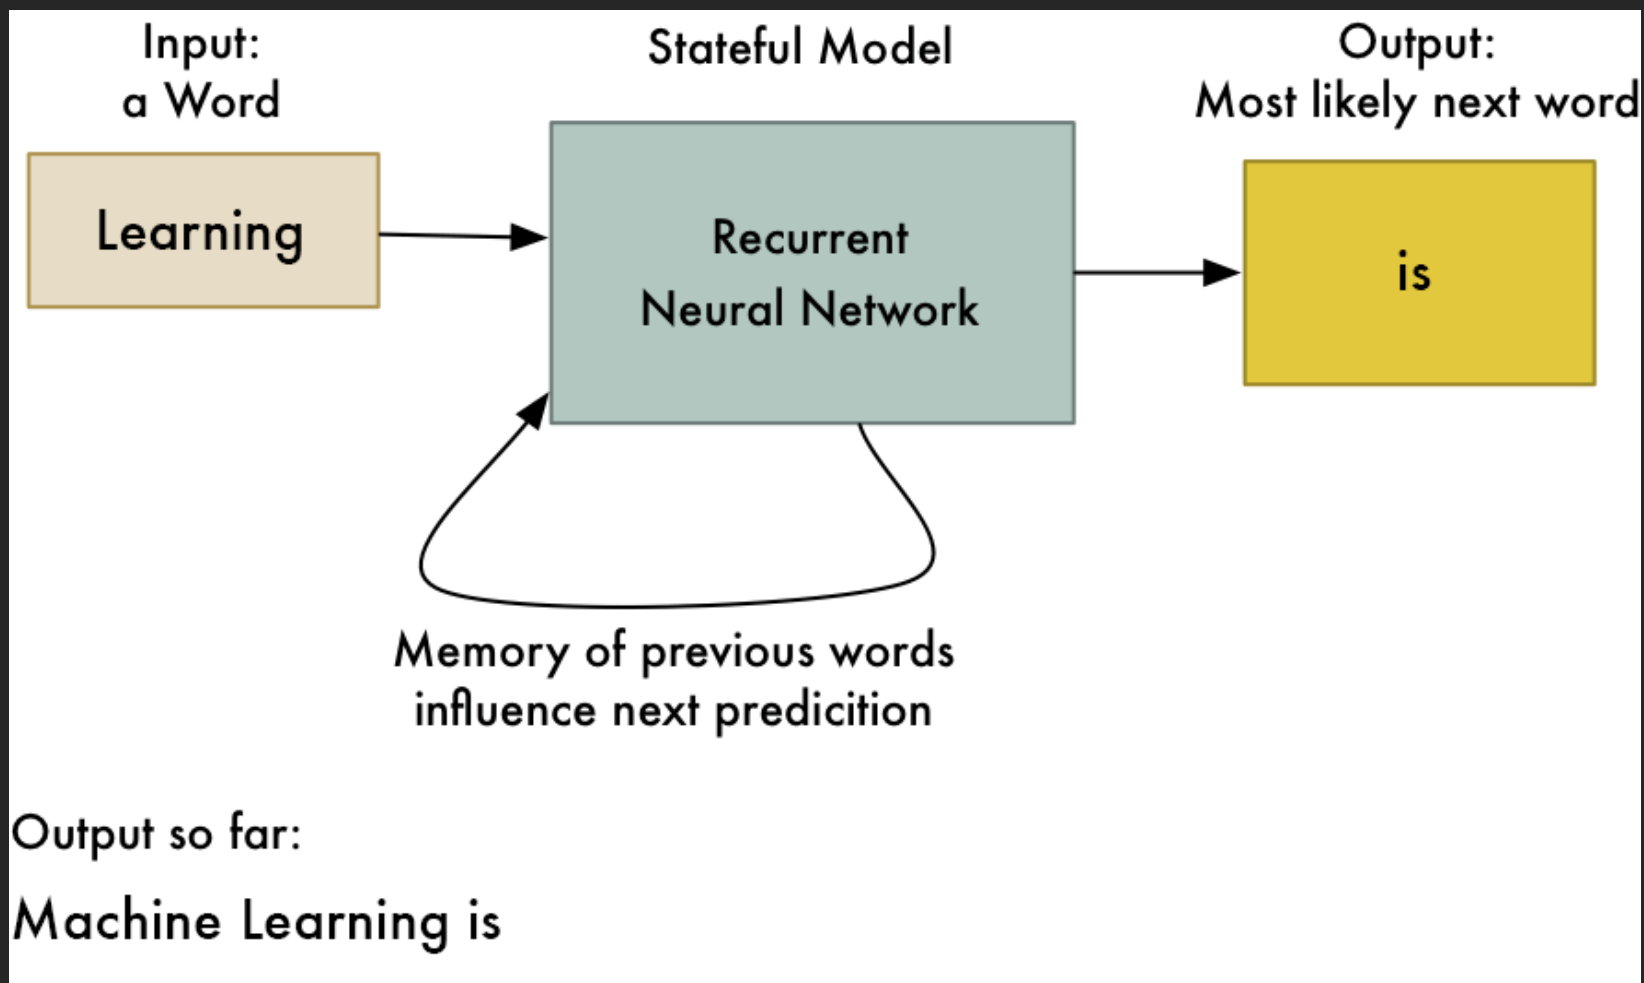 Input:
a Word
Stateful Model
Output:
Most likely next word
Learning
Recurrent
Neural Network
is
Memory of previous words
influence next predicition
Output so far:
Machine Learning is